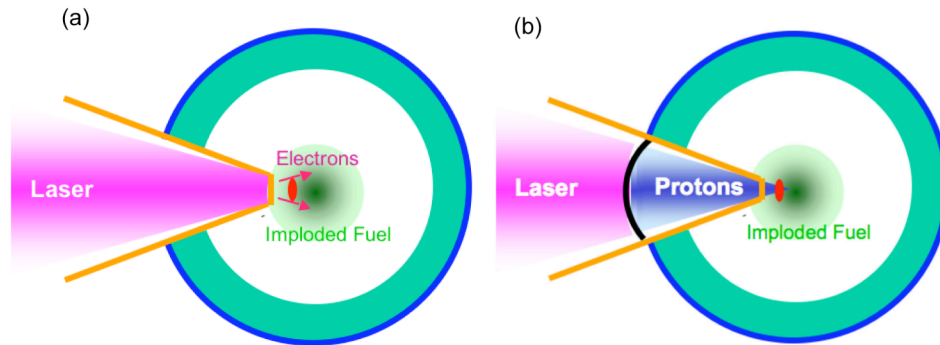 (a)
Electrons
Laser
Imploded Fuel
(b)
Laser
Protons
Imploded Fuel